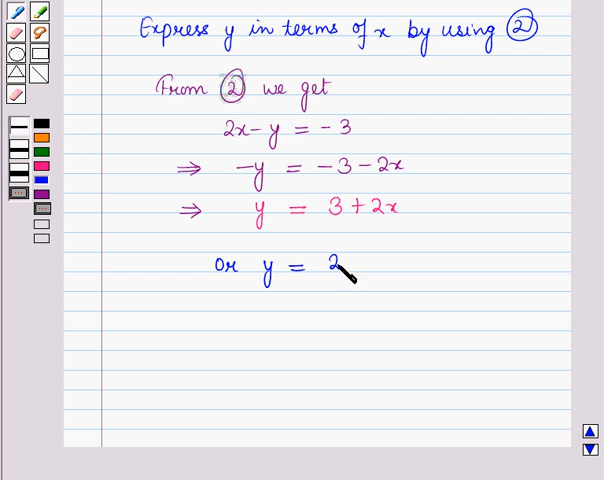 Express y in terms of x by using ②
From ② we get
2x - y = - 3
⇒ -y = - 3 - 2x
⇒ y = 3 + 2x
or y = 2